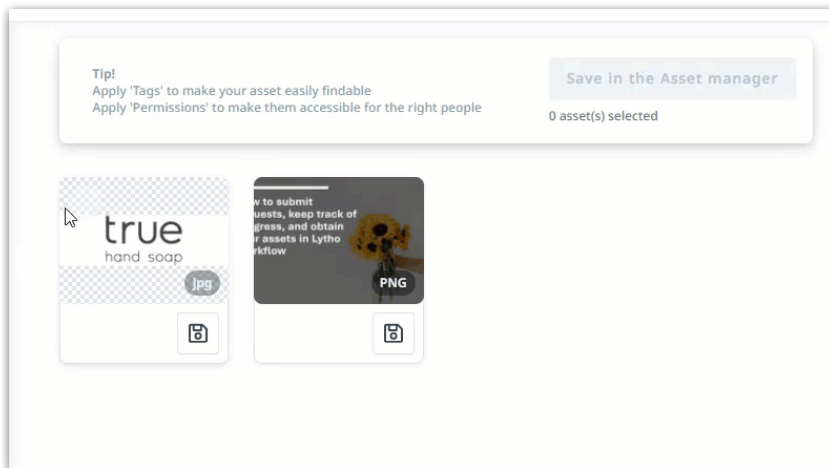 Tip!
Apply 'Tags' to make your asset easily findable
Apply 'Permissions' to make them accessible for the right people
Save in the Asset manager
0 asset(s) selected
true
hand soap
jpg
w to submit
uests, keep track of
gress, and obtain
r assets in Lytho
rkflow
PNG